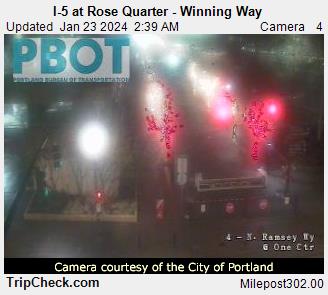 I-5 at Rose Quarter - Winning Way
Updated Jan 23 2024 2:39 AM Camera 4
PBOT
PORTLAND BUREAU OF TRANSPORTATION
4 - N. Ramsey Wy
@ One Ctr
Camera courtesy of the City of Portland
TripCheck.com Milepost302.00